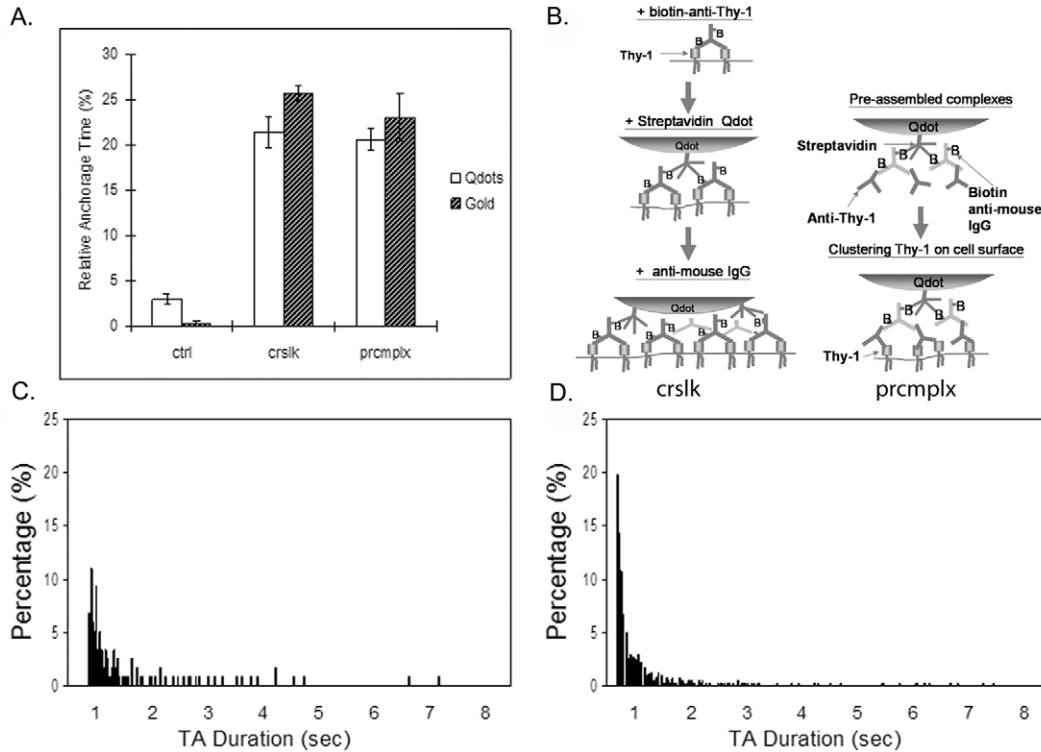 A.
Relative Anchorage Time (%)
30
25
20
15
10
5
0
ctrl
crslk
prcmplx
Qdots
Gold
B.
+ biotin-anti-Thy-1
B B
Thy-1
+ Streptavidin Qdot
Qdot
B B
B B
+ anti-mouse IgG
Qdot
B B B B
B B
crslk
Pre-assembled complexes
Qdot
Streptavidin
B B B
Anti-Thy-1
Biotin
anti-mouse
IgG
Clustering Thy-1 on cell surface
Qdot
B B B
Thy-1
prcmplx
C.
Percentage (%)
25
20
15
10
5
0
1 2 3 4 5 6 7 8
TA Duration (sec)
D.
Percentage (%)
25
20
15
10
5
0
1 2 3 4 5 6 7 8
TA Duration (sec)